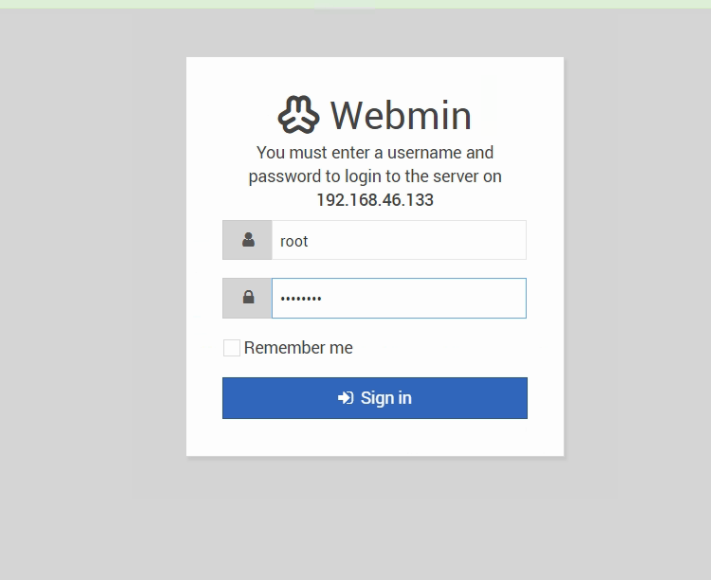 Webmin
You must enter a username and
password to login to the server on
192.168.46.133
root
••••••••
Remember me
Sign in